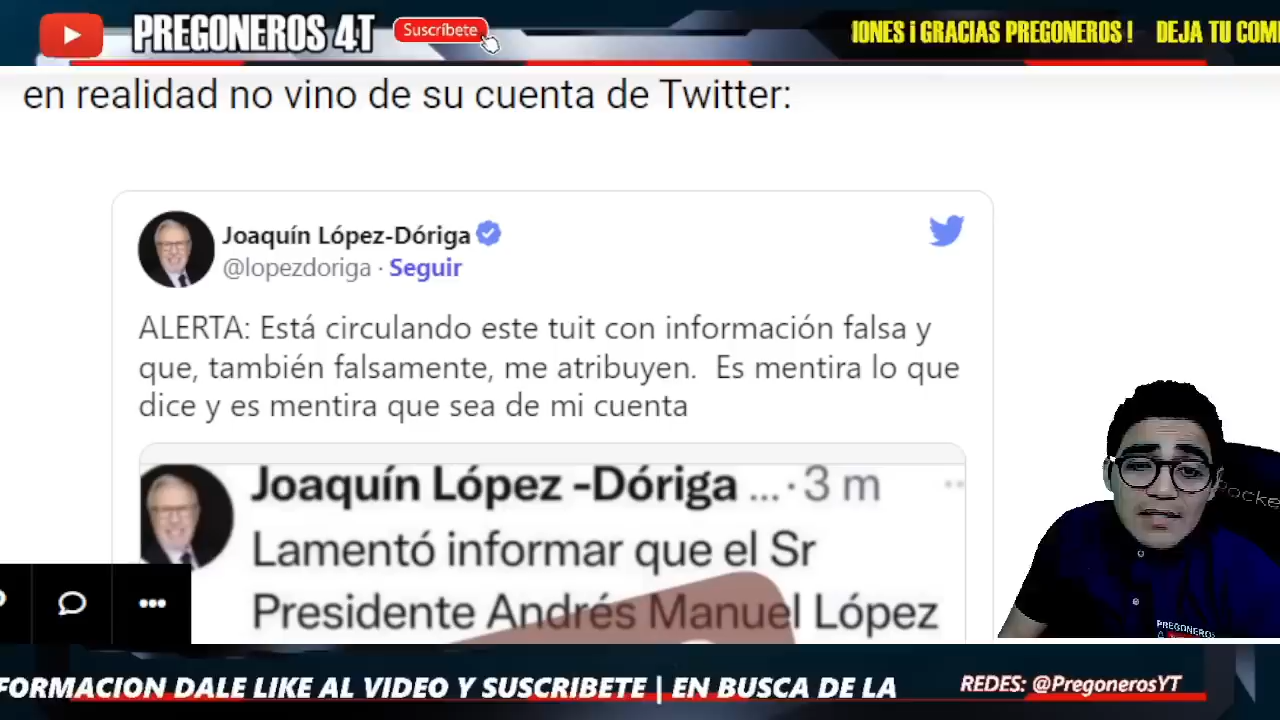 PREGONEROS 4T
Suscríbete
IONES ¡ GRACIAS PREGONEROS ! DEJA TU COM
en realidad no vino de su cuenta de Twitter:
Joaquín López-Dóriga
@lopezdoriga · Seguir
ALERTA: Está circulando este tuit con información falsa y
que, también falsamente, me atribuyen. Es mentira lo que
dice y es mentira que sea de mi cuenta
Joaquín López -Dóriga ... · 3 m
Lamentó informar que el Sr
Presidente Andrés Manuel López
PREGONEROS
FORMACION DALE LIKE AL VIDEO Y SUSCRIBETE | EN BUSCA DE LA
REDES: @PregonerosYT